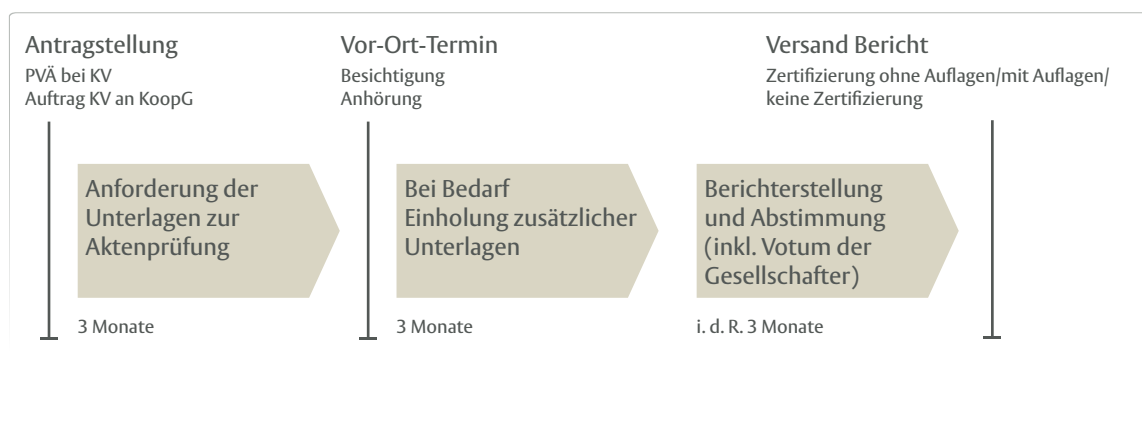 Antragstellung
PVÄ bei KV
Auftrag KV an KoopG
Vor-Ort-Termin
Besichtigung
Anhörung
Versand Bericht
Zertifizierung ohne Auflagen/mit Auflagen/
keine Zertifizierung
Anforderung der
Unterlagen zur
Aktenprüfung
Bei Bedarf
Einholung zusätzlicher
Unterlagen
Berichterstellung
und Abstimmung
(inkl. Votum der
Gesellschafter)
3 Monate
3 Monate
i. d. R. 3 Monate